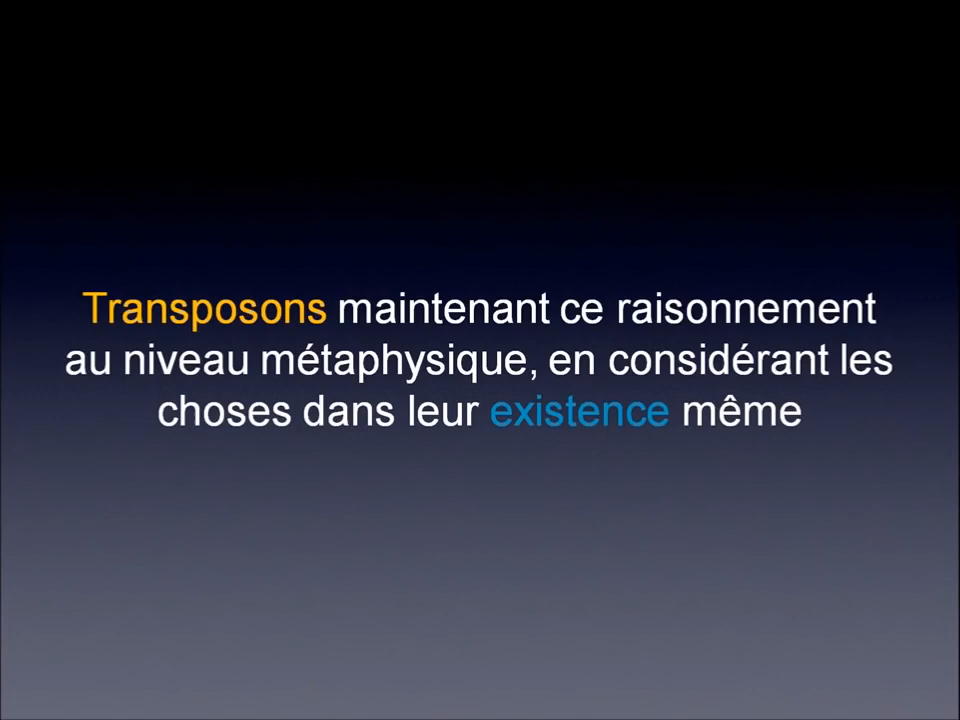 Transposons maintenant ce raisonnement
au niveau métaphysique, en considérant les
choses dans leur existence même